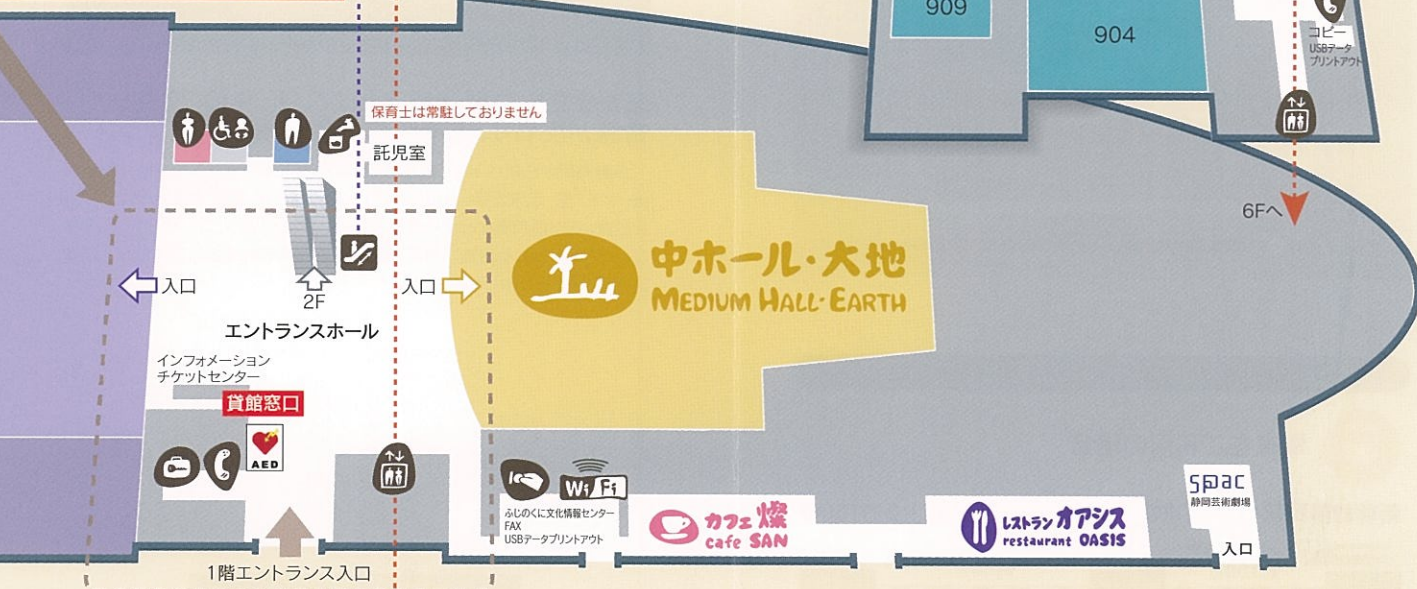 909
904
コピー
USBデータ
プリントアウト
保育士は常駐しておりません
託児室
6Fへ
中ホール・大地
MEDIUM HALL・EARTH
入口
2F
入口
エントランスホール
インフォメーション
チケットセンター
貸館窓口
AED
Wi Fi
ふじのくに文化情報センター
FAX
USBデータプリントアウト
カフェ 燦
cafe SAN
レストラン オアシス
restaurant OASIS
SPac
静岡芸術劇場
入口
1階エントランス入口